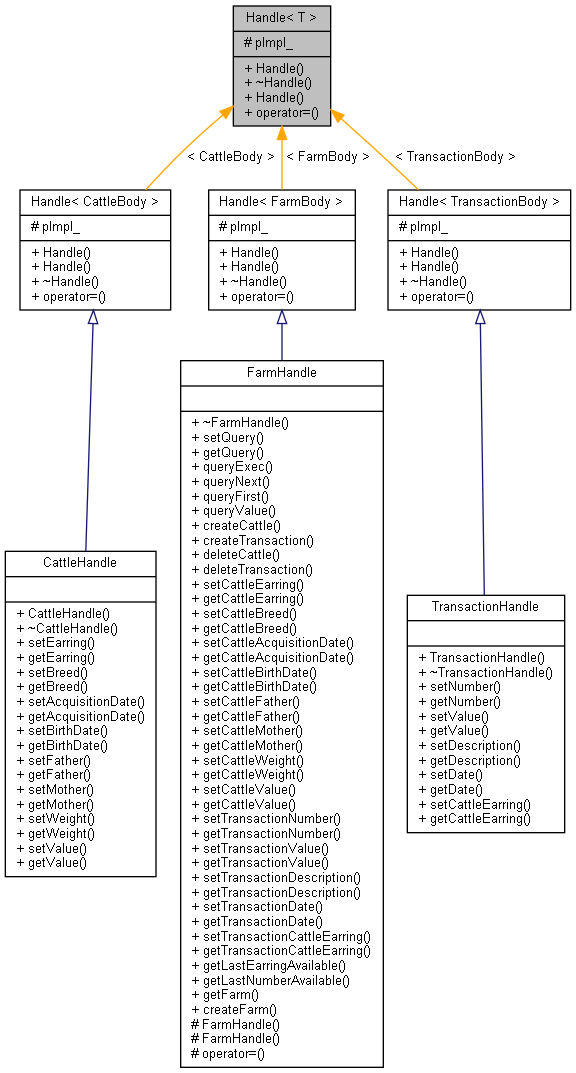 Handle< T >
# pImpl_
+ Handle()
+ ~Handle()
+ Handle()
+ operator=()
< CattleBody >
< FarmBody >
< TransactionBody >
Handle< CattleBody >
# pImpl_
+ Handle()
+ Handle()
+ ~Handle()
+ operator=()
Handle< FarmBody >
# pImpl_
+ Handle()
+ Handle()
+ ~Handle()
+ operator=()
Handle< TransactionBody >
# pImpl_
+ Handle()
+ Handle()
+ ~Handle()
+ operator=()
FarmHandle
+ ~FarmHandle()
+ setQuery()
+ getQuery()
+ queryExec()
+ queryNext()
+ queryFirst()
+ queryValue()
+ createCattle()
+ createTransaction()
+ deleteCattle()
+ deleteTransaction()
+ setCattleEarring()
+ getCattleEarring()
+ setCattleBreed()
+ getCattleBreed()
+ setCattleAcquisitionDate()
+ getCattleAcquisitionDate()
+ setCattleBirthDate()
+ getCattleBirthDate()
+ setCattleFather()
+ getCattleFather()
+ setCattleMother()
+ getCattleMother()
+ setCattleWeight()
+ getCattleWeight()
+ setCattleValue()
+ getCattleValue()
+ setTransactionNumber()
+ getTransactionNumber()
+ setTransactionValue()
+ getTransactionValue()
+ setTransactionDescription()
+ getTransactionDescription()
+ setTransactionDate()
+ getTransactionDate()
+ setTransactionCattleEarring()
+ getTransactionCattleEarring()
+ getLastEarringAvailable()
+ getLastNumberAvailable()
+ getFarm()
+ createFarm()
# FarmHandle()
# FarmHandle()
# operator=()
CattleHandle
+ CattleHandle()
+ ~CattleHandle()
+ setEarring()
+ getEarring()
+ setBreed()
+ getBreed()
+ setAcquisitionDate()
+ getAcquisitionDate()
+ setBirthDate()
+ getBirthDate()
+ setFather()
+ getFather()
+ setMother()
+ getMother()
+ setWeight()
+ getWeight()
+ setValue()
+ getValue()
TransactionHandle
+ TransactionHandle()
+ ~TransactionHandle()
+ setNumber()
+ getNumber()
+ setValue()
+ getValue()
+ setDescription()
+ getDescription()
+ setDate()
+ getDate()
+ setCattleEarring()
+ getCattleEarring()